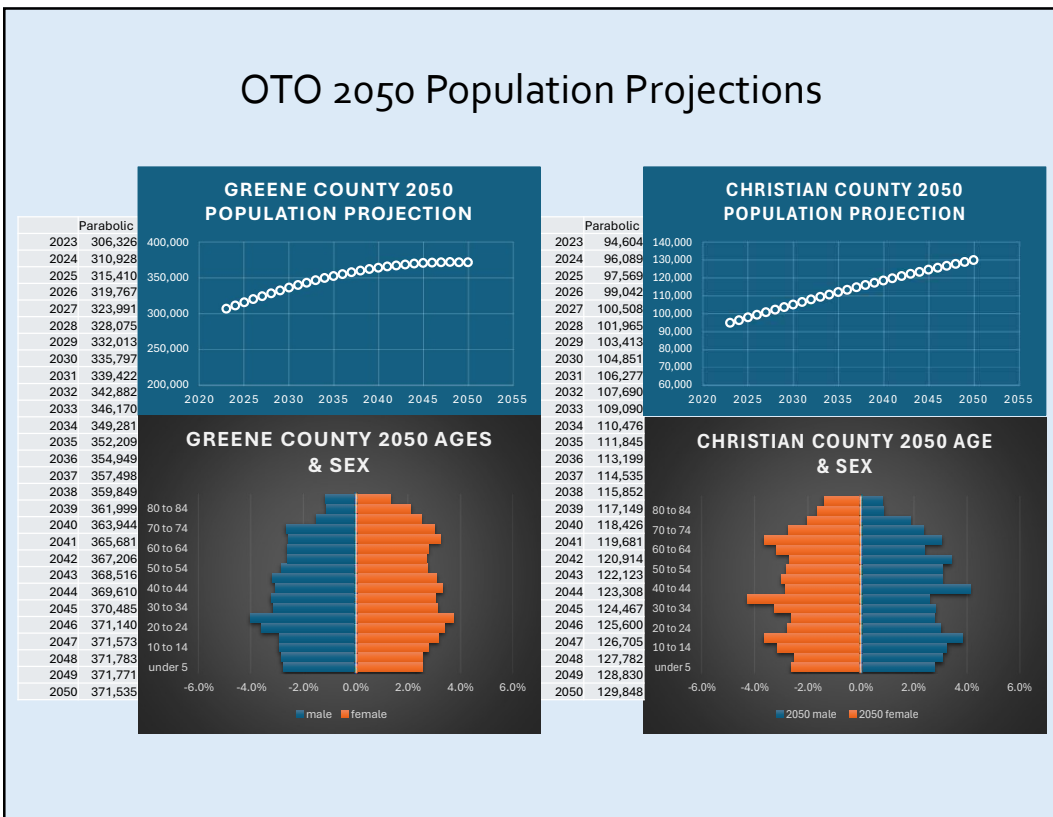 OTO 2050 Population Projections
Parabolic
2023 306,326
2024 310,928
2025 315,410
2026 319,767
2027 323,991
2028 328,075
2029 332,013
2030 335,797
2031 339,422
2032 342,882
2033 346,170
2034 349,281
2035 352,209
2036 354,949
2037 357,498
2038 359,849
2039 361,999
2040 363,944
2041 365,681
2042 367,206
2043 368,516
2044 369,610
2045 370,485
2046 371,140
2047 371,573
2048 371,783
2049 371,771
2050 371,535
GREENE COUNTY 2050
POPULATION PROJECTION
400,000
350,000
300,000
250,000
200,000
2020 2025 2030 2035 2040 2045 2050 2055
GREENE COUNTY 2050 AGES
& SEX
80 to 84
70 to 74
60 to 64
50 to 54
40 to 44
30 to 34
20 to 24
10 to 14
under 5
-6.0% -4.0% -2.0% 0.0% 2.0% 4.0% 6.0%
male female
Parabolic
2023 94,604
2024 96,089
2025 97,569
2026 99,042
2027 100,508
2028 101,965
2029 103,413
2030 104,851
2031 106,277
2032 107,690
2033 109,090
2034 110,476
2035 111,845
2036 113,199
2037 114,535
2038 115,852
2039 117,149
2040 118,426
2041 119,681
2042 120,914
2043 122,123
2044 123,308
2045 124,467
2046 125,600
2047 126,705
2048 127,782
2049 128,830
2050 129,848
CHRISTIAN COUNTY 2050
POPULATION PROJECTION
140,000
130,000
120,000
110,000
100,000
90,000
80,000
70,000
60,000
2020 2025 2030 2035 2040 2045 2050 2055
CHRISTIAN COUNTY 2050 AGE
& SEX
80 to 84
70 to 74
60 to 64
50 to 54
40 to 44
30 to 34
20 to 24
10 to 14
under 5
-6.0% -4.0% -2.0% 0.0% 2.0% 4.0% 6.0%
2050 male 2050 female